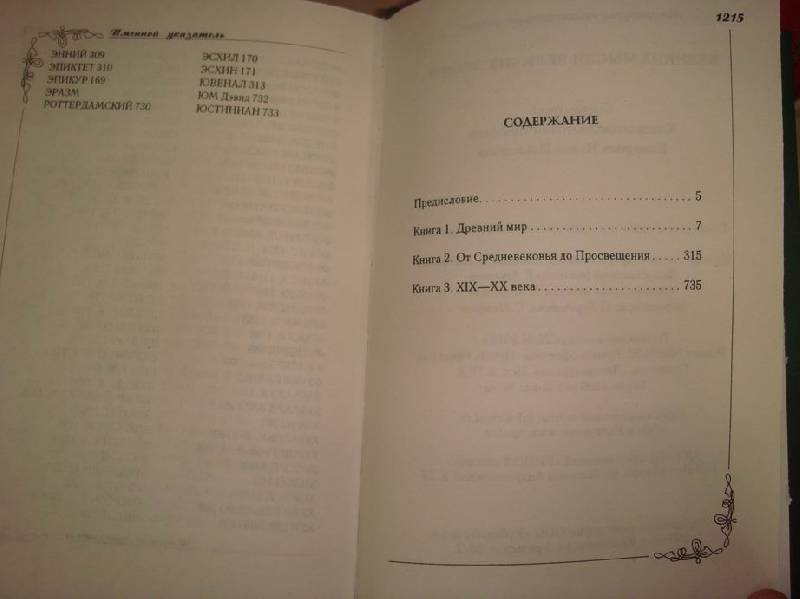 Именной указатель
ЭННИЙ 309
ЭПИКТЕТ 310
ЭПИКУР 169
ЭРАЗМ
РОТТЕРДАМСКИЙ 730
ЭСХИЛ 170
ЭСХИН 171
ЮВЕНАЛ 313
ЮМ Дэвид 732
ЮСТИНИАН 733
1215
СОДЕРЖАНИЕ
Предисловие. . . . . . . . . . . . . . . . . . . . . . . . . . . . . . 5
Книга 1. Древний мир . . . . . . . . . . . . . . . . . . . . . . . 7
Книга 2. От Средневековья до Просвещения . . . . . 315
Книга 3. XIX—XX века . . . . . . . . . . . . . . . . . . . . 735